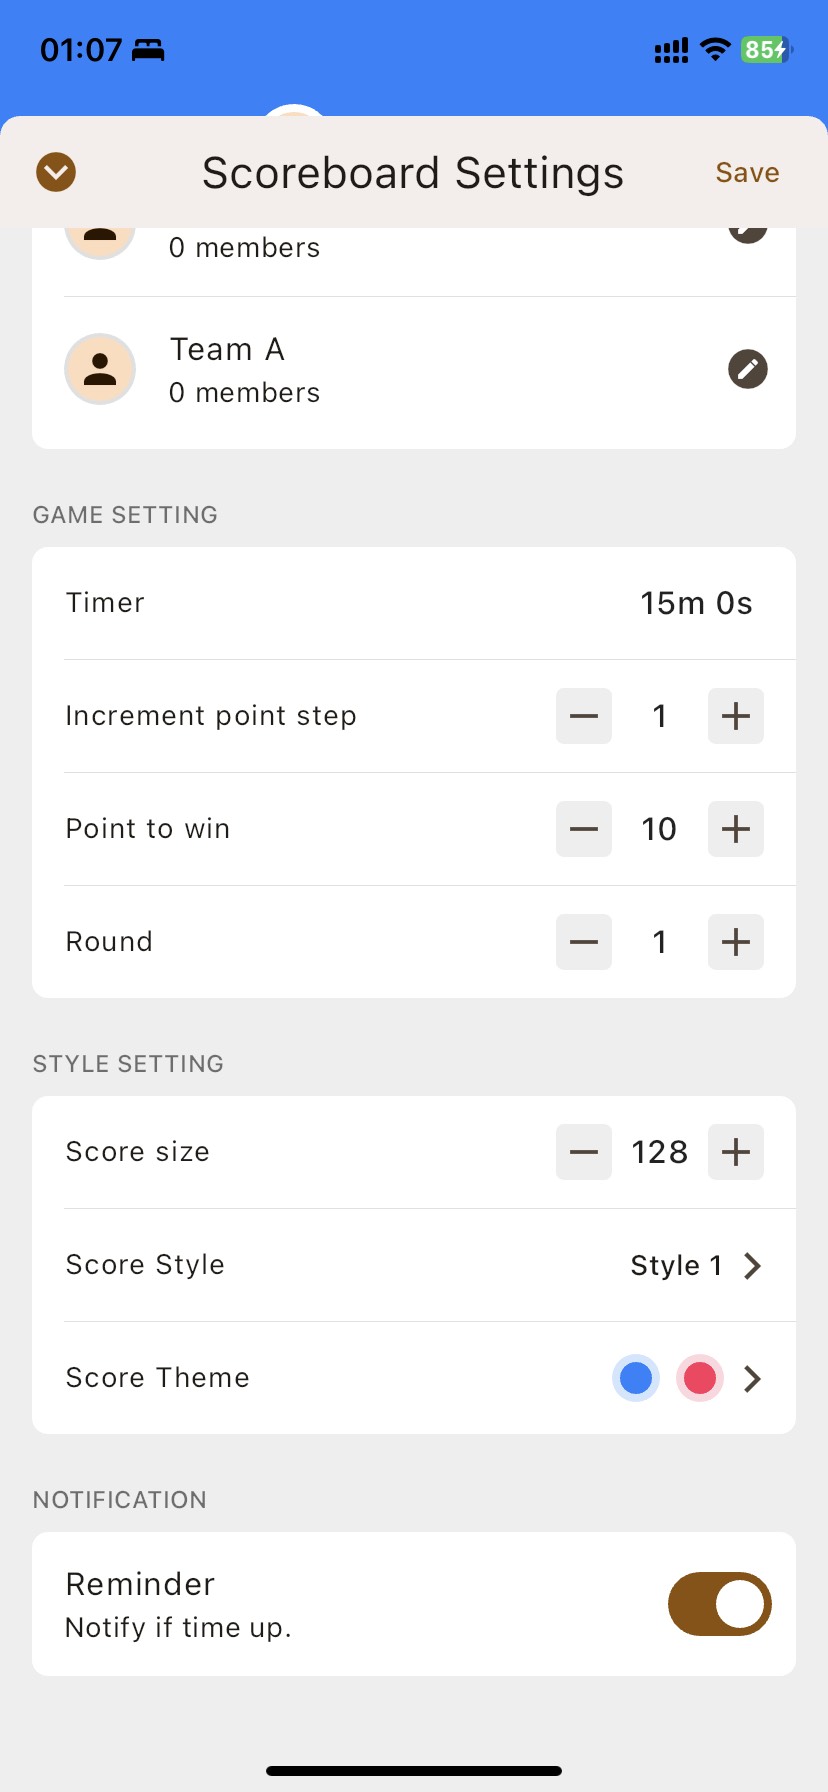 01:07
85
Scoreboard Settings
Save
0 members
Team A
0 members
GAME SETTING
Timer
15m 0s
Increment point step
1
Point to win
10
Round
1
STYLE SETTING
Score size
128
Score Style
Style 1
Score Theme
NOTIFICATION
Reminder
Notify if time up.